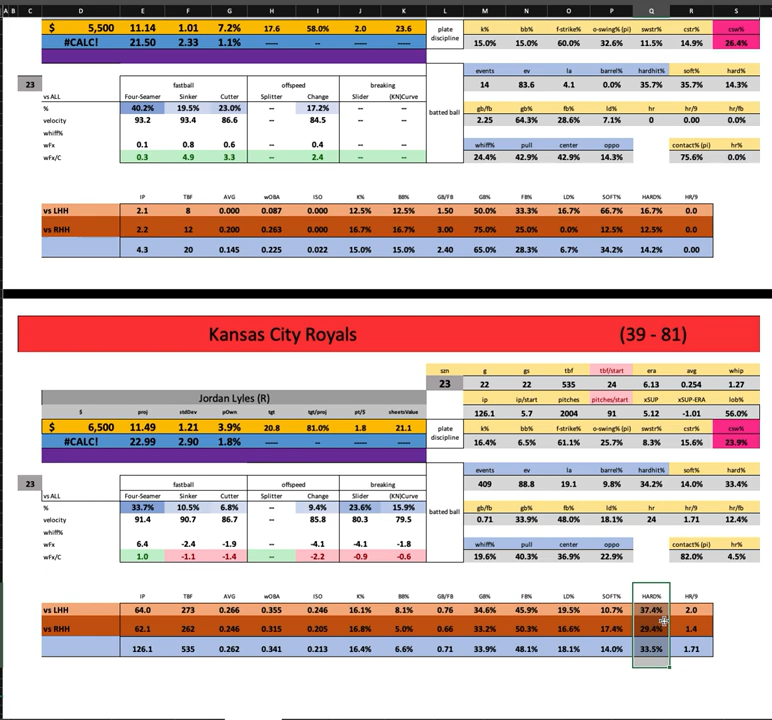 A B C D E F G H I J K L M N O P Q R S T
k% bb% f-strike% o-swing% (pi) swstr% cstr% csw%
$ 5,500 11.14 1.01 7.2% 17.6 58.0% 2.0 23.6 plate discipline
#CALC! 21.50 2.33 1.1% ---- --- ---- ---- 15.0% 15.0% 60.0% 32.6% 11.5% 14.9% 26.4%
events ev la barrel% hardhit% soft% hard%
23 fastball offspeed breaking 14 83.6 4.1 0.0% 35.7% 35.7% 14.3%
vs ALL Four-Seamer Sinker Cutter Splitter Change Slider (KN)Curve
% 40.2% 19.5% 23.0% -- 17.2% -- -- batted ball gb/fb gb% fb% ld% hr hr/9 hr/fb
velocity 93.2 93.4 86.6 -- 84.5 -- -- 2.25 64.3% 28.6% 7.1% 0 0.00 0.0%
whiff%
wFx 0.1 0.8 0.6 -- 0.4 -- -- whiff% pull center oppo contact% (pi) hr%
wFx/C 0.3 4.9 3.3 -- 2.4 -- -- 24.4% 42.9% 42.9% 14.3% 75.6% 0.0%
IP TBF AVG wOBA ISO K% BB% GB/FB GB% FB% LD% SOFT% HARD% HR/9
vs LHH 2.1 8 0.000 0.087 0.000 12.5% 12.5% 1.50 50.0% 33.3% 16.7% 66.7% 16.7% 0.0
vs RHH 2.2 12 0.200 0.263 0.000 16.7% 16.7% 3.00 75.0% 25.0% 0.0% 12.5% 12.5% 0.0
4.3 20 0.145 0.225 0.022 15.0% 15.0% 2.40 65.0% 28.3% 6.7% 34.2% 14.2% 0.00
Kansas City Royals (39 - 81)
szn g gs tbf tbf/start era avg whip
23 22 22 535 24 6.13 0.254 1.27
Jordan Lyles (R) ip ip/start pitches pitches/start xSUP xSUP-ERA lob%
$ proj stdDev pOwn tgt tgt/proj pt/$ sheetsValue 126.1 5.7 2004 91 5.12 -1.01 56.0%
$ 6,500 11.49 1.21 3.9% 20.8 81.0% 1.8 21.1 plate discipline k% bb% f-strike% o-swing% (pi) swstr% cstr% csw%
#CALC! 22.99 2.90 1.8% ---- --- ---- ---- 16.4% 6.5% 61.1% 25.7% 8.3% 15.6% 23.9%
events ev la barrel% hardhit% soft% hard%
23 fastball offspeed breaking 409 88.8 19.1 9.8% 34.2% 14.0% 33.4%
vs ALL Four-Seamer Sinker Cutter Splitter Change Slider (KN)Curve
% 33.7% 10.5% 6.8% -- 9.4% 23.6% 15.9% batted ball gb/fb gb% fb% ld% hr hr/9 hr/fb
velocity 91.4 90.7 86.7 -- 85.8 80.3 79.5 0.71 33.9% 48.0% 18.1% 24 1.71 12.4%
whiff%
wFx 6.4 -2.4 -1.9 -- -4.1 -4.1 -1.8 whiff% pull center oppo contact% (pi) hr%
wFx/C 1.0 -1.1 -1.4 -- -2.2 -0.9 -0.6 19.6% 40.3% 36.9% 22.9% 82.0% 4.5%
IP TBF AVG wOBA ISO K% BB% GB/FB GB% FB% LD% SOFT% HARD% HR/9
vs LHH 64.0 273 0.266 0.355 0.246 16.1% 8.1% 0.76 34.6% 45.9% 19.5% 10.7% 37.4% 2.0
vs RHH 62.1 262 0.246 0.315 0.205 16.8% 5.0% 0.66 33.2% 50.3% 16.6% 17.4% 29.4% 1.4
126.1 535 0.262 0.341 0.213 16.4% 6.6% 0.71 33.9% 48.1% 18.1% 14.0% 33.5% 1.71